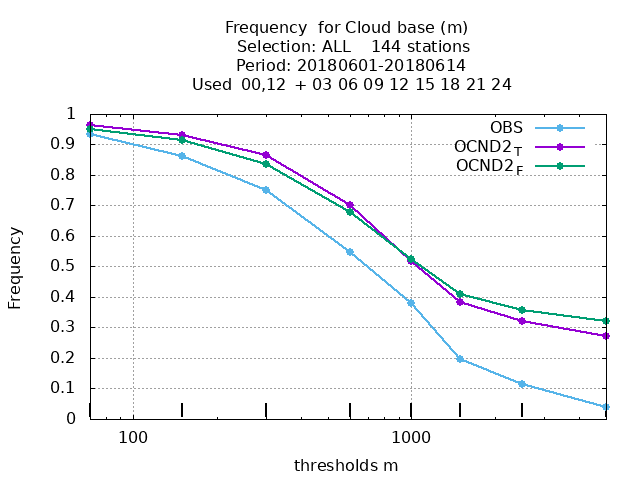 Frequency  for Cloud base (m)
Selection: ALL    144 stations
Period: 20180601-20180614
Used  00,12  + 03 06 09 12 15 18 21 24
OBS
OCND2T
OCND2F
1
0.9
0.8
0.7
0.6
0.5
0.4
0.3
0.2
0.1
0
Frequency
100 1000
thresholds m